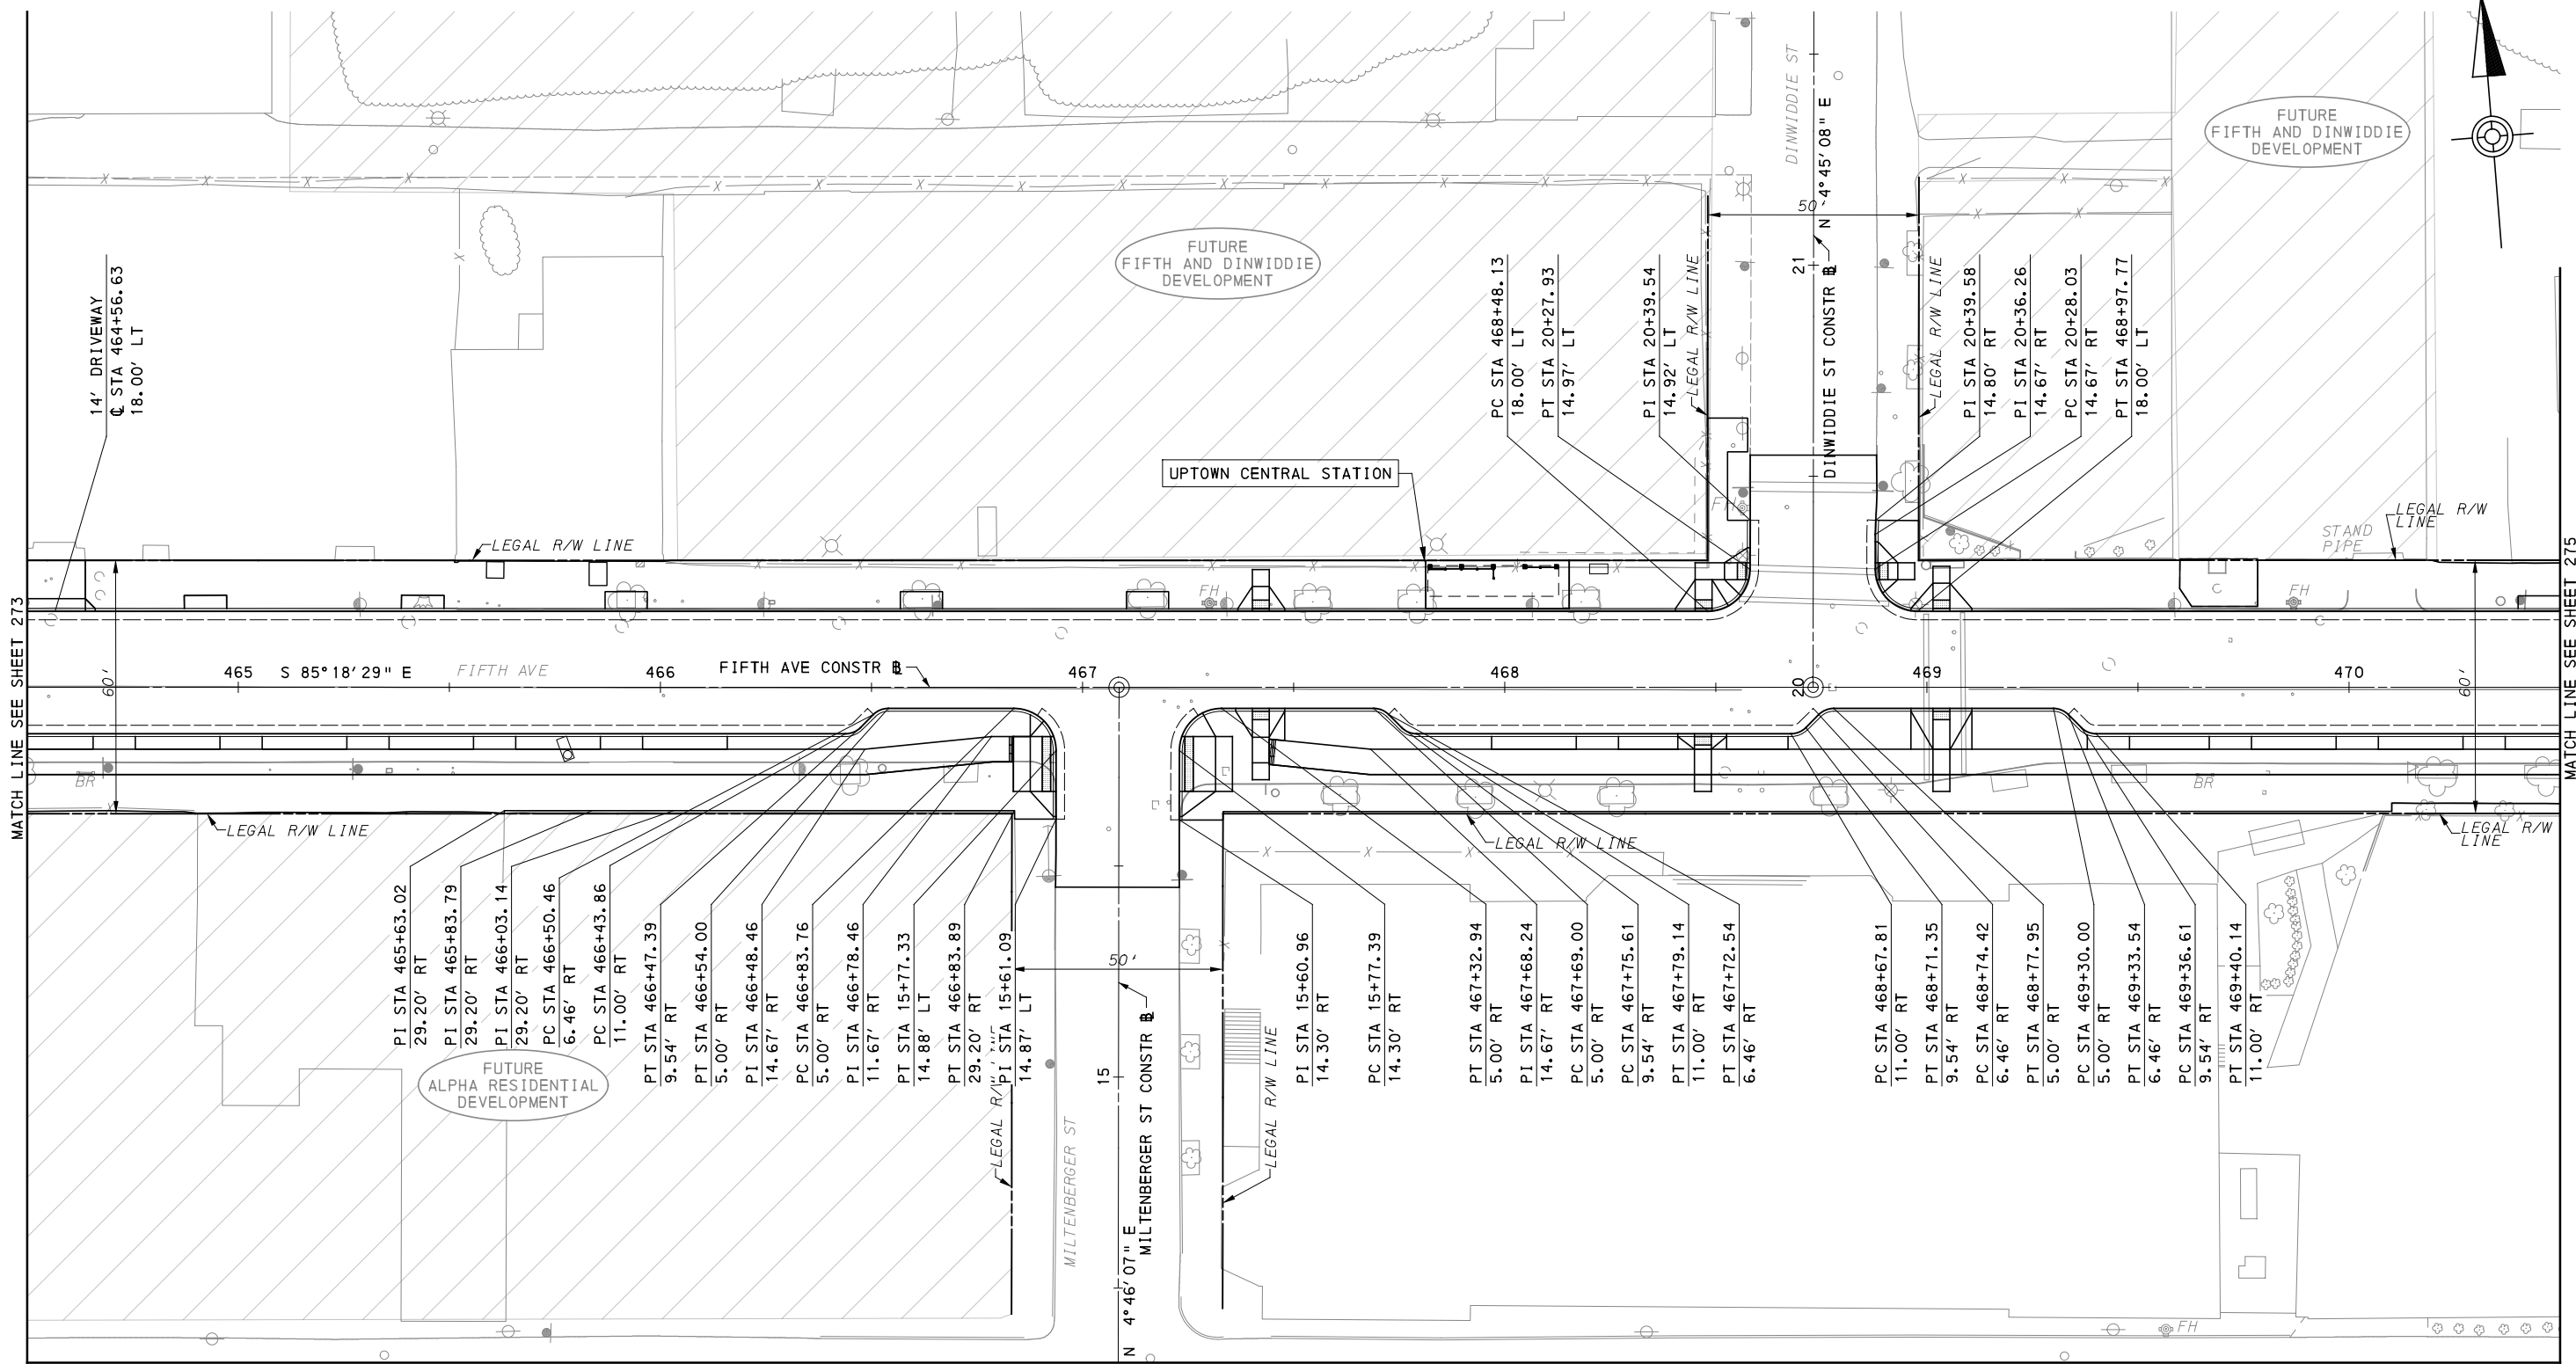 DINWIDDIE ST
N 4°45'08" E
50'
21
DINWIDDIE ST CONSTR ℄
FUTURE
FIFTH AND DINWIDDIE
DEVELOPMENT
FUTURE
FIFTH AND DINWIDDIE
DEVELOPMENT
14' DRIVEWAY
℄ STA 464+56.63
18.00' LT
PC STA 468+48.13
18.00' LT
PT STA 20+27.93
14.97' LT
PI STA 20+39.54
14.92' LT
LEGAL R/W LINE
LEGAL R/W LINE
PI STA 20+39.58
14.80' RT
PI STA 20+36.26
14.67' RT
PC STA 20+28.03
14.67' RT
PT STA 468+97.77
18.00' LT
UPTOWN CENTRAL STATION
FH
LEGAL R/W LINE
STAND
PIPE
LEGAL R/W
LINE
FH
FH
MATCH LINE SEE SHEET 273
60'
465
S 85°18'29" E
FIFTH AVE
466
FIFTH AVE CONSTR ℄
467
468
20
469
470
60'
MATCH LINE SEE SHEET 275
BR
BR
LEGAL R/W LINE
LEGAL R/W LINE
LEGAL R/W
LINE
PI STA 465+63.02
29.20' RT
PI STA 465+83.79
29.20' RT
PI STA 466+03.14
29.20' RT
PC STA 466+50.46
6.46' RT
PC STA 466+43.86
11.00' RT
PT STA 466+47.39
9.54' RT
PT STA 466+54.00
5.00' RT
PI STA 466+48.46
14.67' RT
PC STA 466+83.76
5.00' RT
PI STA 466+78.46
11.67' RT
PT STA 15+77.33
14.88' LT
PT STA 466+83.89
29.20' RT
PI STA 15+61.09
14.87' LT
LEGAL R/W LINE
50'
PI STA 15+60.96
14.30' RT
PC STA 15+77.39
14.30' RT
PT STA 467+32.94
5.00' RT
PI STA 467+68.24
14.67' RT
PC STA 467+69.00
5.00' RT
PC STA 467+75.61
9.54' RT
PT STA 467+79.14
11.00' RT
PT STA 467+72.54
6.46' RT
PC STA 468+67.81
11.00' RT
PT STA 468+71.35
9.54' RT
PC STA 468+74.42
6.46' RT
PT STA 468+77.95
5.00' RT
PC STA 469+30.00
5.00' RT
PT STA 469+33.54
6.46' RT
PC STA 469+36.61
9.54' RT
PT STA 469+40.14
11.00' RT
FUTURE
ALPHA RESIDENTIAL
DEVELOPMENT
15
MILTENBERGER ST
N 4°46'07" E
MILTENBERGER ST CONSTR ℄
LEGAL R/W LINE
FH